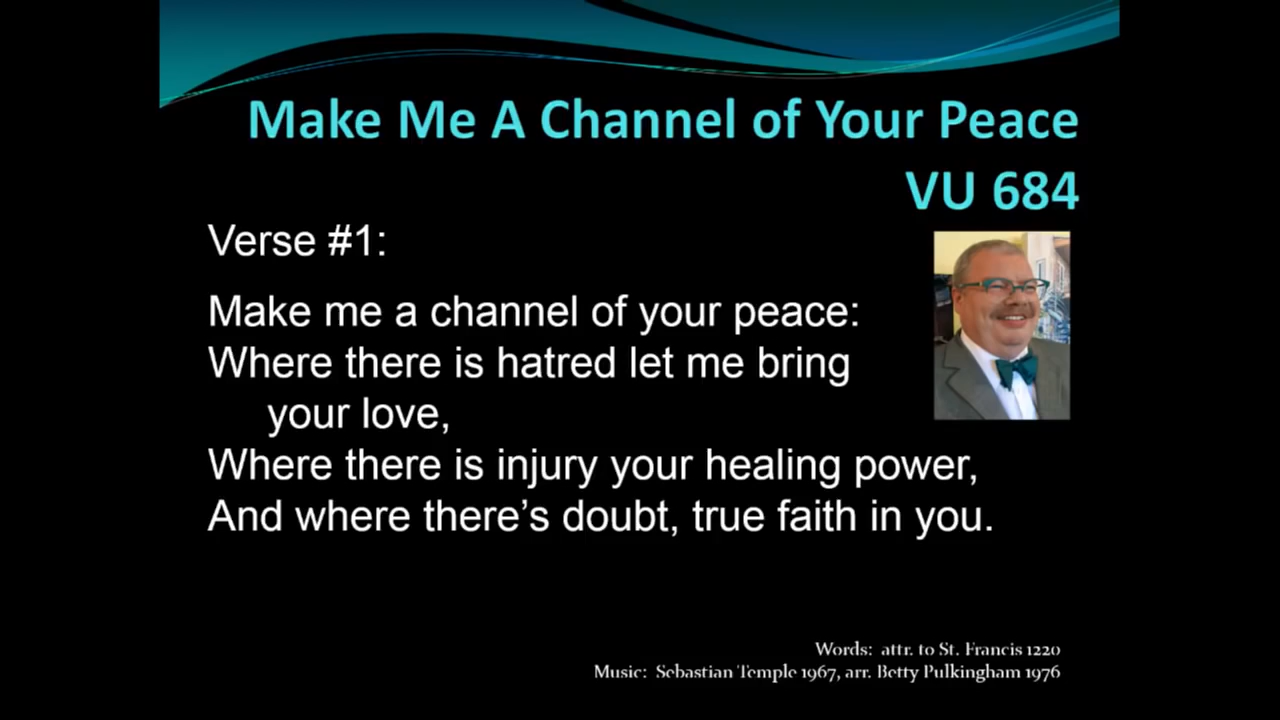 Make Me A Channel of Your Peace
VU 684
Verse #1:
Make me a channel of your peace:
Where there is hatred let me bring
your love,
Where there is injury your healing power,
And where there’s doubt, true faith in you.
Words: attr. to St. Francis 1220
Music: Sebastian Temple 1967, arr. Betty Pulkingham 1976